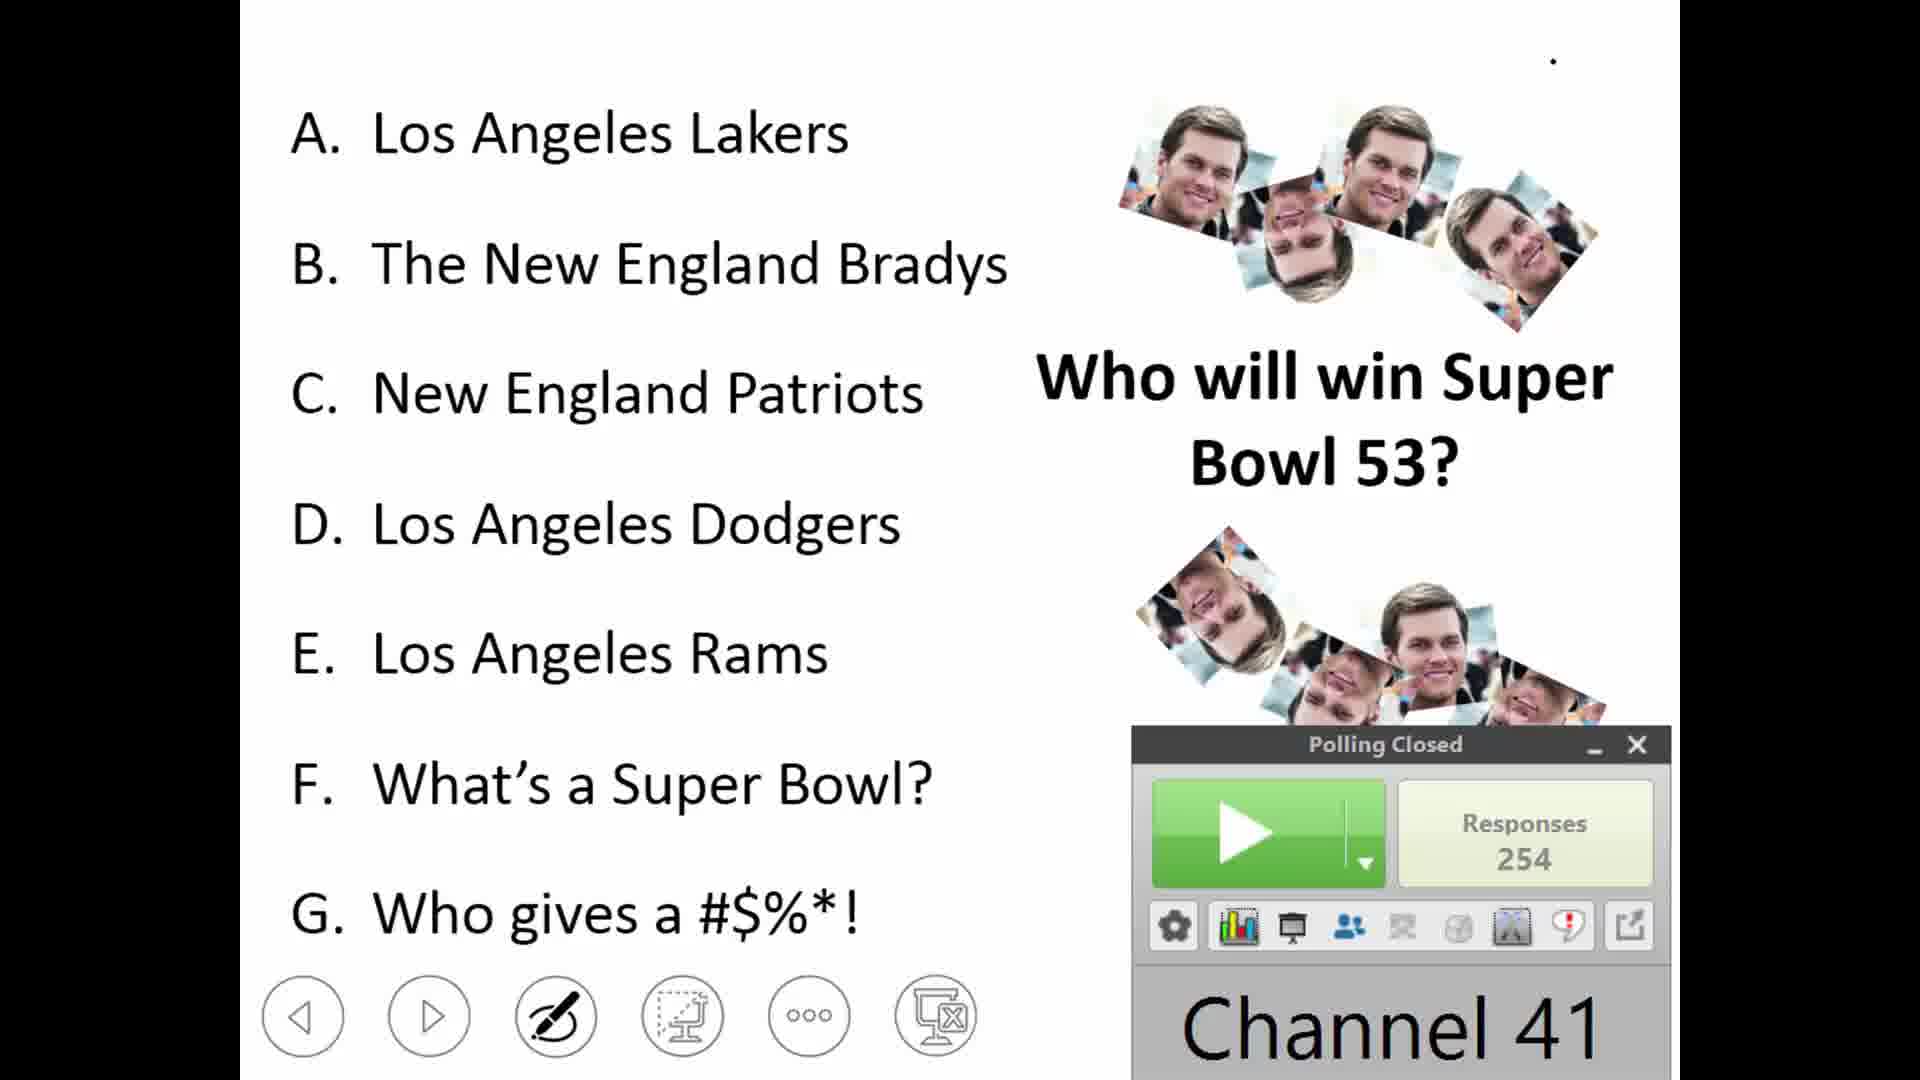 A. Los Angeles Lakers
B. The New England Bradys
C. New England Patriots
D. Los Angeles Dodgers
E. Los Angeles Rams
F. What's a Super Bowl?
G. Who gives a #$%*!
Who will win Super
Bowl 53?
Polling Closed
Responses
254
Channel 41